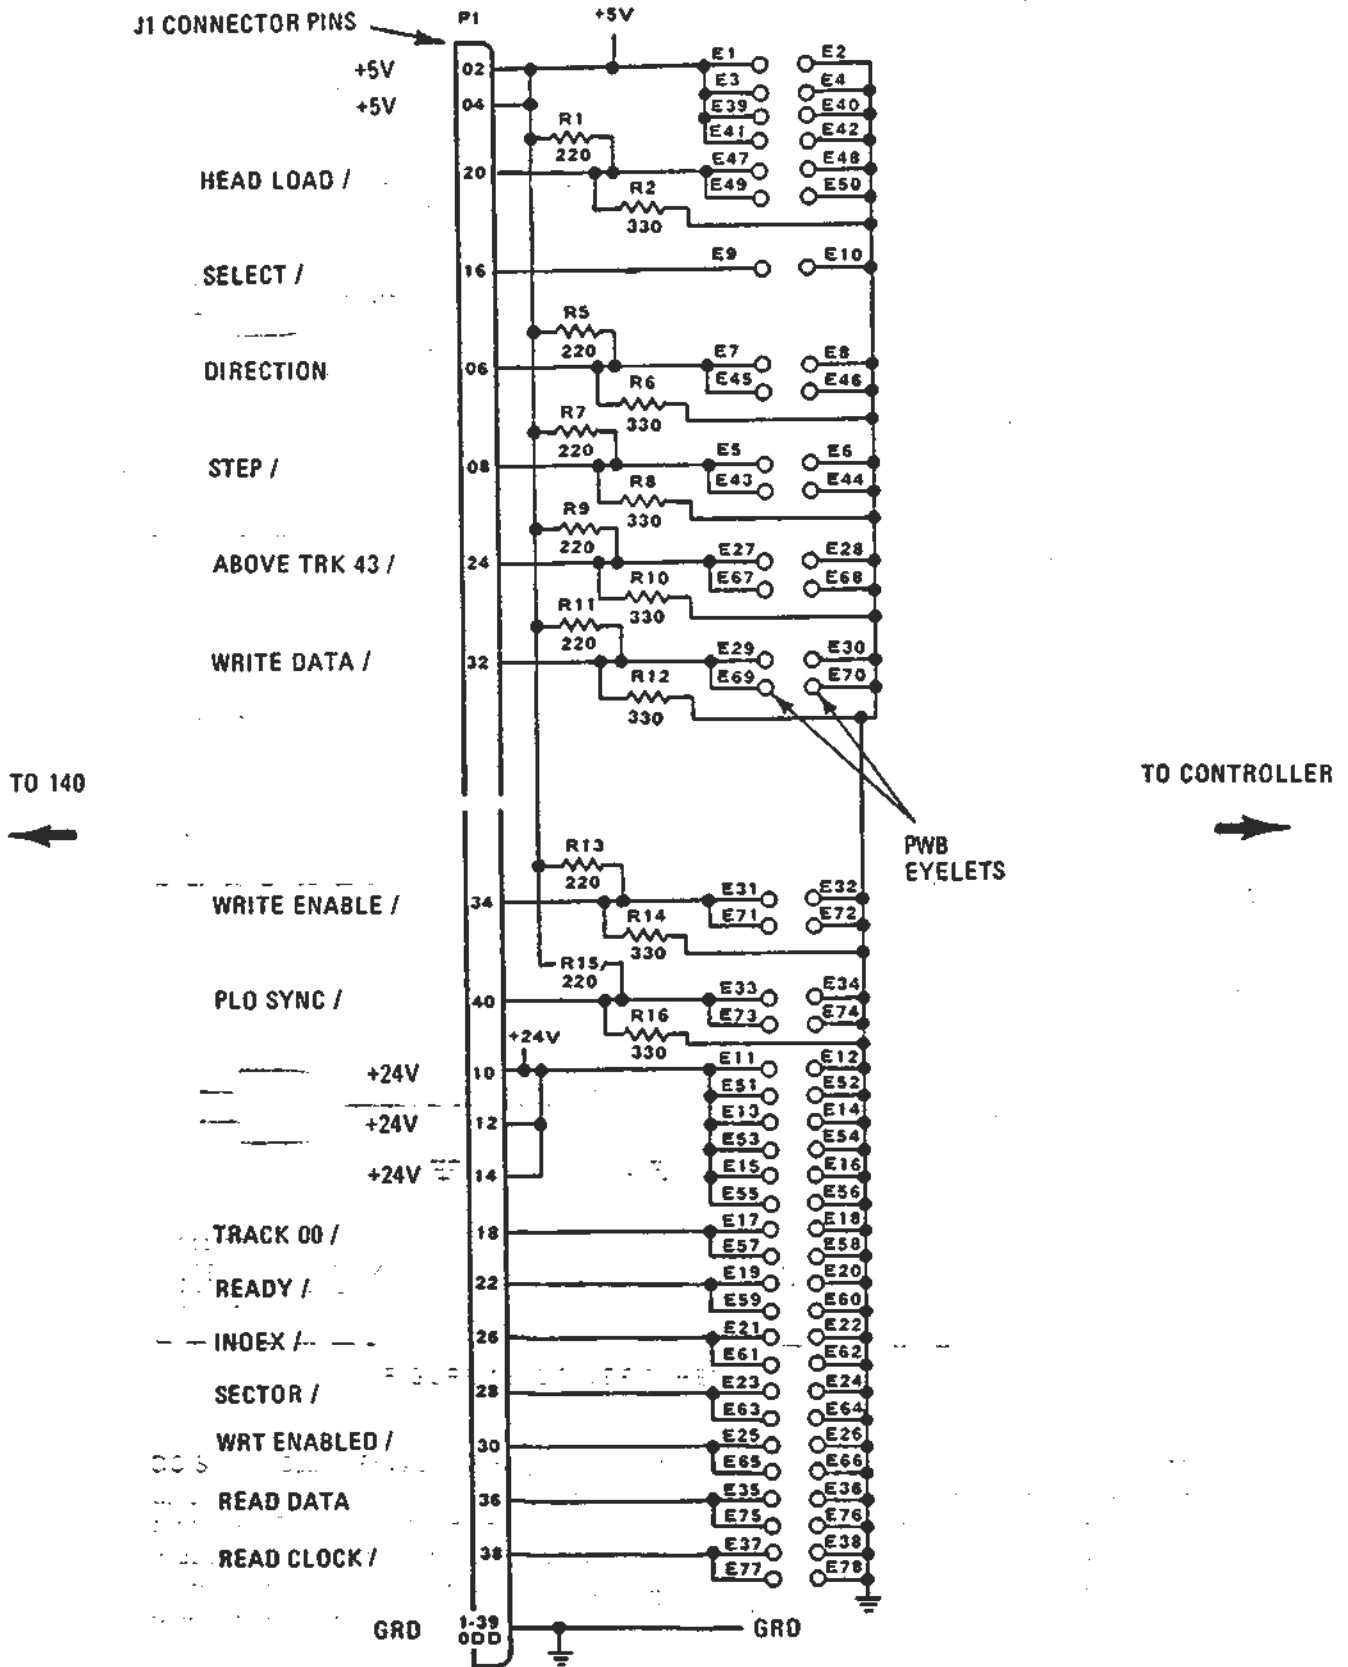 J1 CONNECTOR PINS
P1
+5V
+5V 02 E1 E2
E3 E4
+5V 04 E39 E40
R1 E41 E42
220
HEAD LOAD / 20 E47 E48
R2 E49 E50
330
SELECT / 16 E9 E10
R5
220
DIRECTION 06 E7 E8
R6 E45 E46
330
R7
220
STEP / 08 E5 E6
R8 E43 E44
330
R9
220
ABOVE TRK 43 / 24 E27 E28
R10 E67 E68
330
R11
220
WRITE DATA / 32 E29 E30
R12 E69 E70
330
TO 140
TO CONTROLLER
PWB
EYELETS
R13
220
WRITE ENABLE / 34 E31 E32
R14 E71 E72
330
R15
220
PLO SYNC / 40 E33 E34
R16 E73 E74
330
+24V
+24V 10 E11 E12
E51 E52
+24V 12 E13 E14
E53 E54
+24V 14 E15 E16
E55 E56
TRACK 00 / 18 E17 E18
E57 E58
READY / 22 E19 E20
E59 E60
INDEX / 26 E21 E22
E61 E62
SECTOR / 28 E23 E24
E63 E64
WRT ENABLED / 30 E25 E26
E65 E66
READ DATA 36 E35 E36
E75 E76
READ CLOCK / 38 E37 E38
E77 E78
GRD 1-39 GRD
ODD